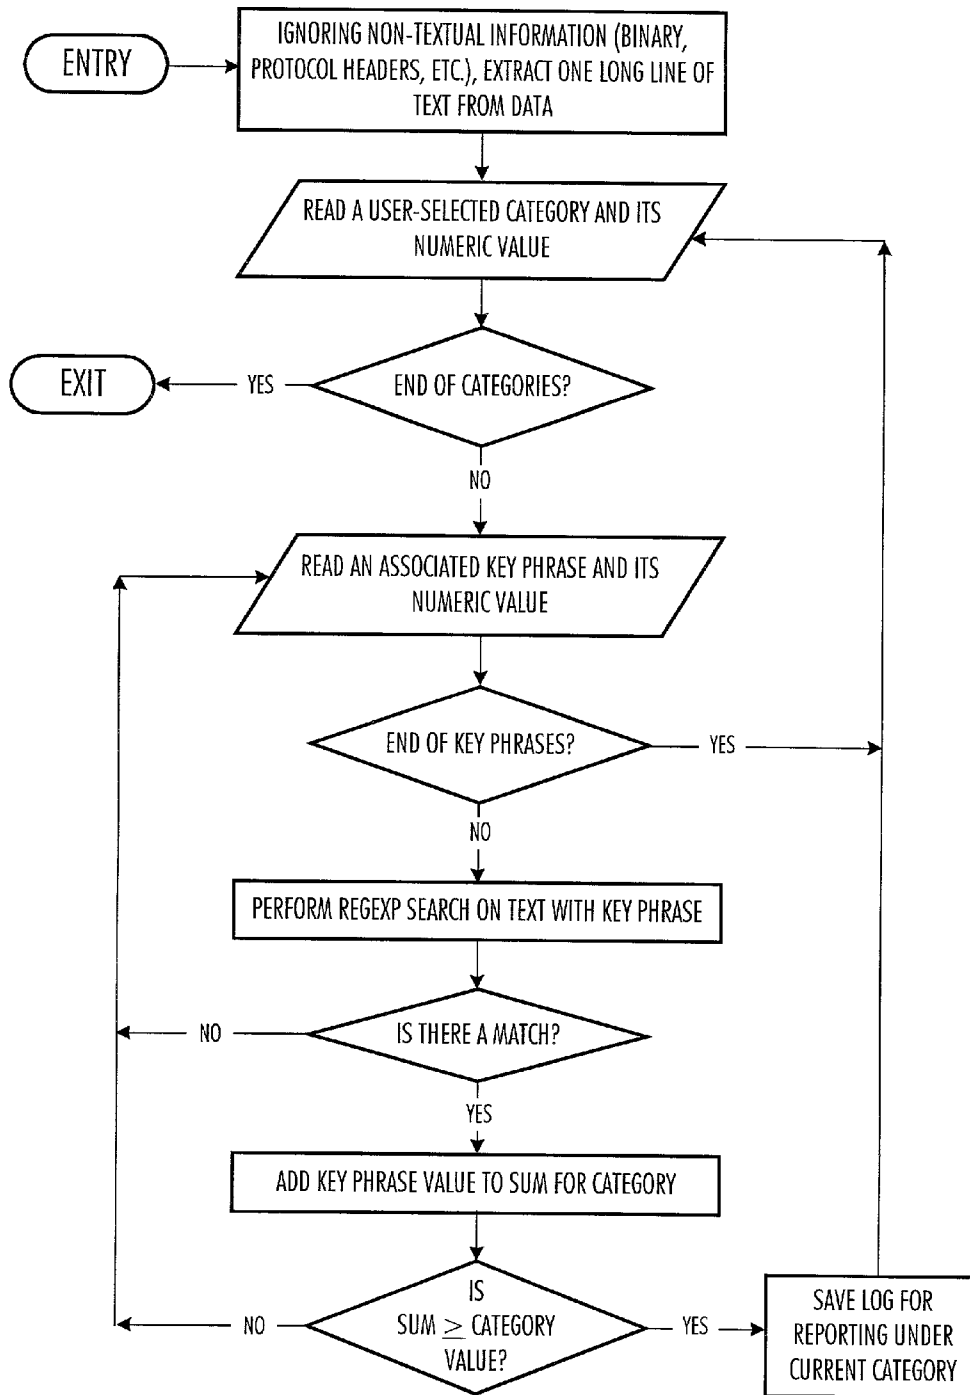 ENTRY
IGNORING NON-TEXTUAL INFORMATION (BINARY,
PROTOCOL HEADERS, ETC.), EXTRACT ONE LONG LINE OF
TEXT FROM DATA
READ A USER-SELECTED CATEGORY AND ITS
NUMERIC VALUE
EXIT
YES
END OF CATEGORIES?
NO
READ AN ASSOCIATED KEY PHRASE AND ITS
NUMERIC VALUE
END OF KEY PHRASES?
YES
NO
PERFORM REGEXP SEARCH ON TEXT WITH KEY PHRASE
NO
IS THERE A MATCH?
YES
ADD KEY PHRASE VALUE TO SUM FOR CATEGORY
NO
IS
SUM ≥ CATEGORY
VALUE?
YES
SAVE LOG FOR
REPORTING UNDER
CURRENT CATEGORY